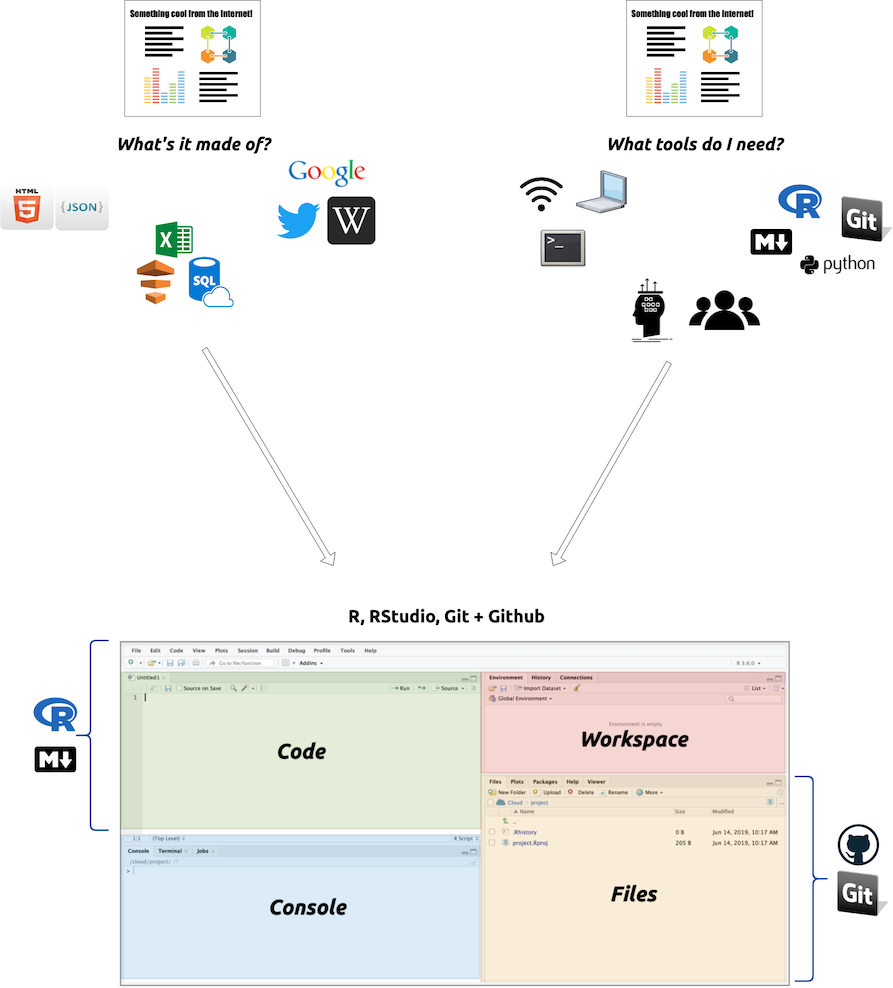 Something cool from the Internet!
Something cool from the Internet!
What's it made of?
What tools do I need?
Google
HTML
5
{JSON}
W
R
Git
X
SQL
>_
M
python
R, RStudio, Git + Github
File Edit Code View Plots Session Build Debug Profile Tools Help
Go to file/function Addins R 3.6.0
Untitled1
Source on Save Run Source
1
Code
1:1 (Top Level) R Script
Environment History Connections
Import Dataset List
Global Environment
Environment is empty
Workspace
Files Plots Packages Help Viewer
New Folder Upload Delete Rename More
Cloud project
Name Size Modified
..
.Rhistory 0 B Jun 14, 2019, 10:17 AM
project.Rproj 205 B Jun 14, 2019, 10:17 AM
Files
Console Terminal Jobs
/cloud/project/
>
Console
R
M
Git